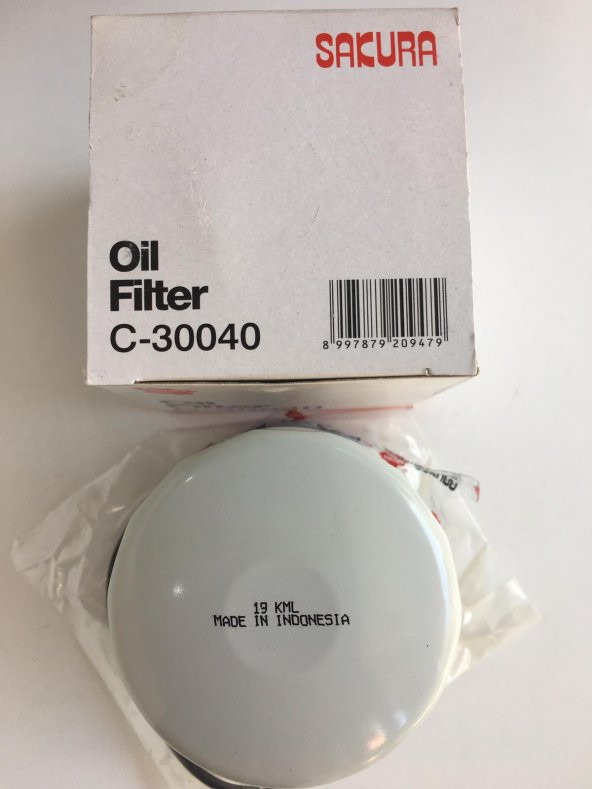 SAKURA
Oil
Filter
C-30040
8 997879 209479
19 KML
MADE IN INDONESIA